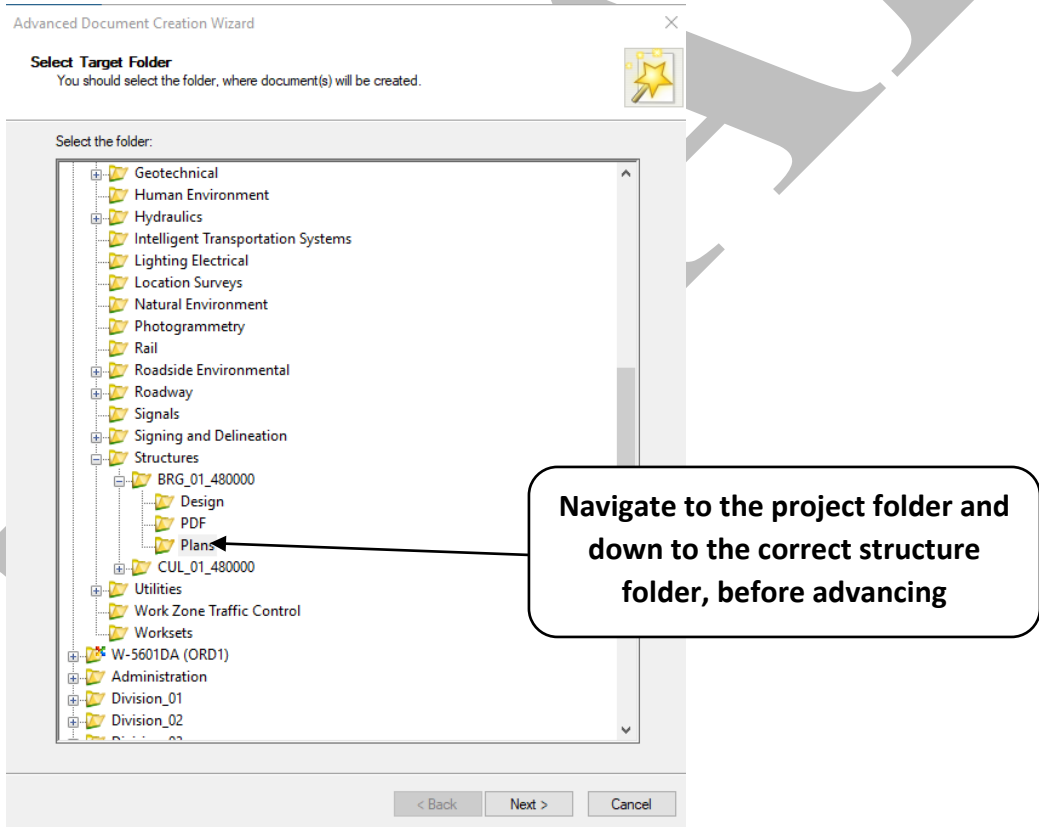 Advanced Document Creation Wizard
Select Target Folder
You should select the folder, where document(s) will be created.
Select the folder:
Geotechnical
Human Environment
Hydraulics
Intelligent Transportation Systems
Lighting Electrical
Location Surveys
Natural Environment
Photogrammetry
Rail
Roadside Environmental
Roadway
Signals
Signing and Delineation
Structures
BRG_01_480000
Design
PDF
Plans
CUL_01_480000
Utilities
Work Zone Traffic Control
Worksets
W-5601DA (ORD1)
Administration
Division_01
Division_02
Navigate to the project folder and
down to the correct structure
folder, before advancing
< Back
Next >
Cancel